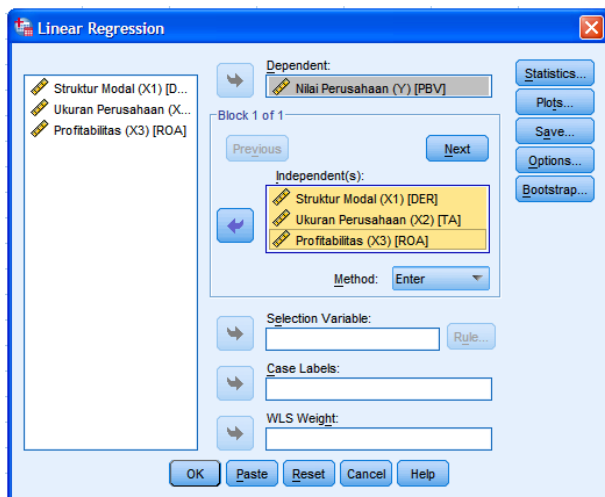 Linear Regression
Struktur Modal (X1) [D...
Ukuran Perusahaan (X...
Profitabilitas (X3) [ROA]
Dependent:
Nilai Perusahaan (Y) [PBV]
Block 1 of 1
Previous
Next
Independent(s):
Struktur Modal (X1) [DER]
Ukuran Perusahaan (X2) [TA]
Profitabilitas (X3) [ROA]
Method:
Enter
Selection Variable:
Rule...
Case Labels:
WLS Weight:
Statistics...
Plots...
Save...
Options...
Bootstrap...
OK
Paste
Reset
Cancel
Help